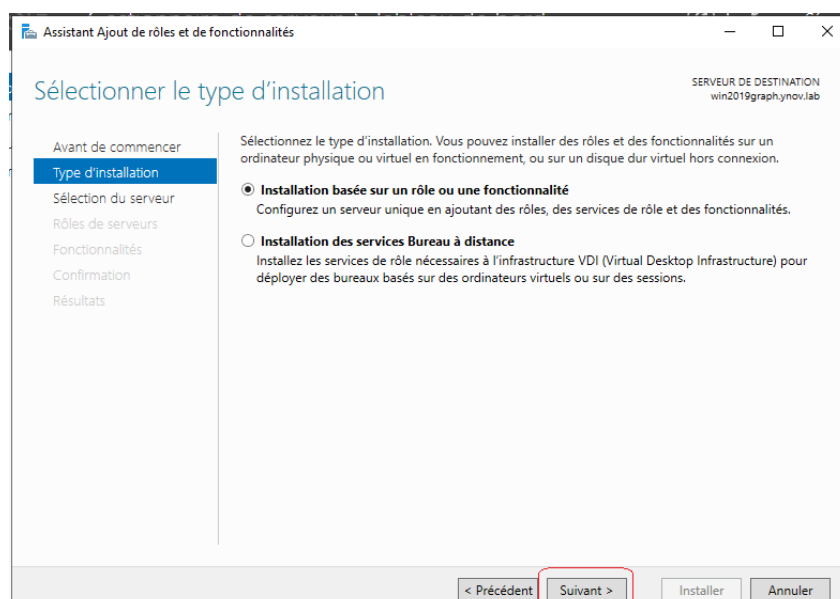 Assistant Ajout de rôles et de fonctionnalités
Sélectionner le type d'installation
SERVEUR DE DESTINATION
win2019graph.ynov.lab
Avant de commencer
Type d'installation
Sélection du serveur
Rôles de serveurs
Fonctionnalités
Confirmation
Résultats
Sélectionnez le type d'installation. Vous pouvez installer des rôles et des fonctionnalités sur un
ordinateur physique ou virtuel en fonctionnement, ou sur un disque dur virtuel hors connexion.
Installation basée sur un rôle ou une fonctionnalité
Configurez un serveur unique en ajoutant des rôles, des services de rôle et des fonctionnalités.
Installation des services Bureau à distance
Installez les services de rôle nécessaires à l'infrastructure VDI (Virtual Desktop Infrastructure) pour
déployer des bureaux basés sur des ordinateurs virtuels ou sur des sessions.
< Précédent
Suivant >
Installer
Annuler